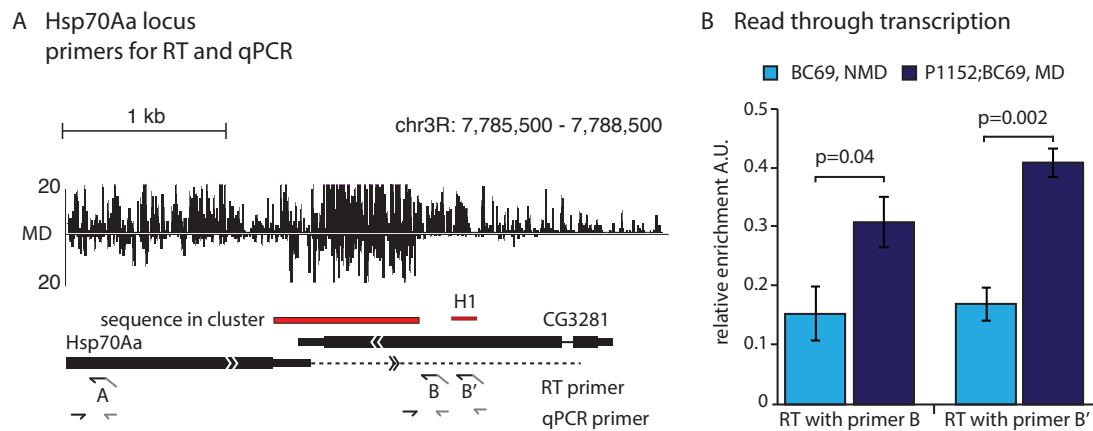 A Hsp70Aa locus
primers for RT and qPCR
1 kb
chr3R: 7,785,500 - 7,788,500
20
MD
20
H1
sequence in cluster
CG3281
Hsp70Aa
A
B
B'
RT primer
qPCR primer
B Read through transcription
BC69, NMD
P1152;BC69, MD
relative enrichment A.U.
0.5
0.4
0.3
0.2
0.1
0.E
p=0.04
p=0.002
RT with primer B
RT with primer B'